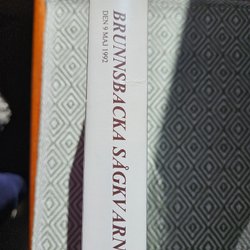 BRUNNSBACKA SÅGKVARN
DEN 9 MAJ 1992